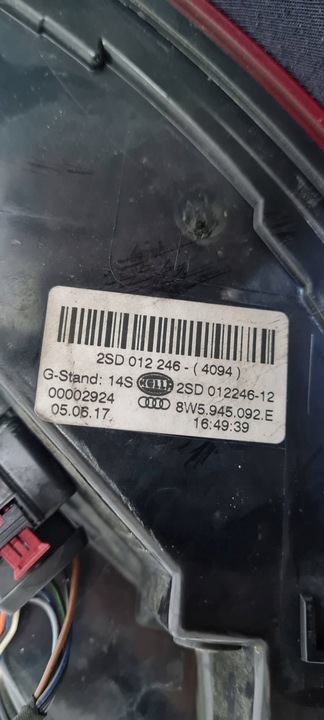 2SD 012 246 - ( 4094 )
G-Stand: 14S HELLA 2SD 012246-12
00002924 8W5.945.092.E
05.05.17 16:49:39